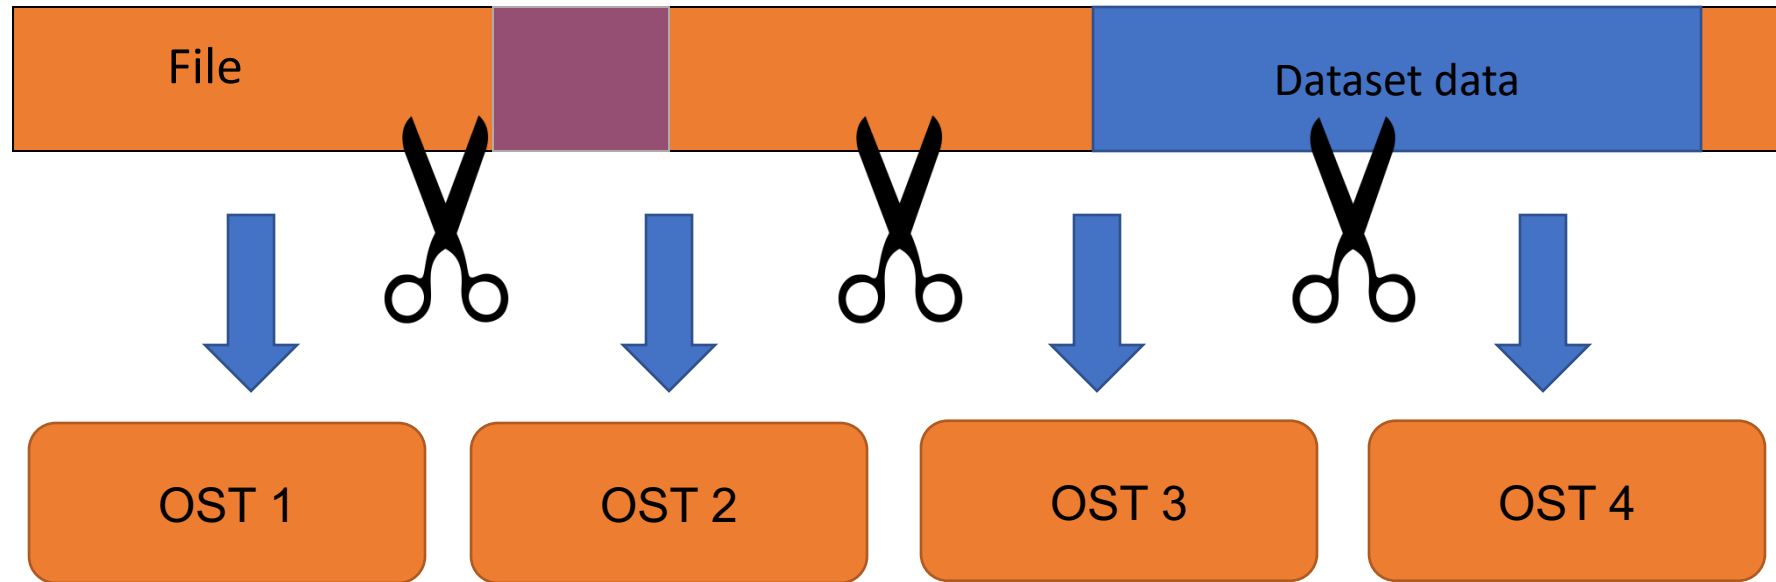 File
Dataset data
OST 1
OST 2
OST 3
OST 4